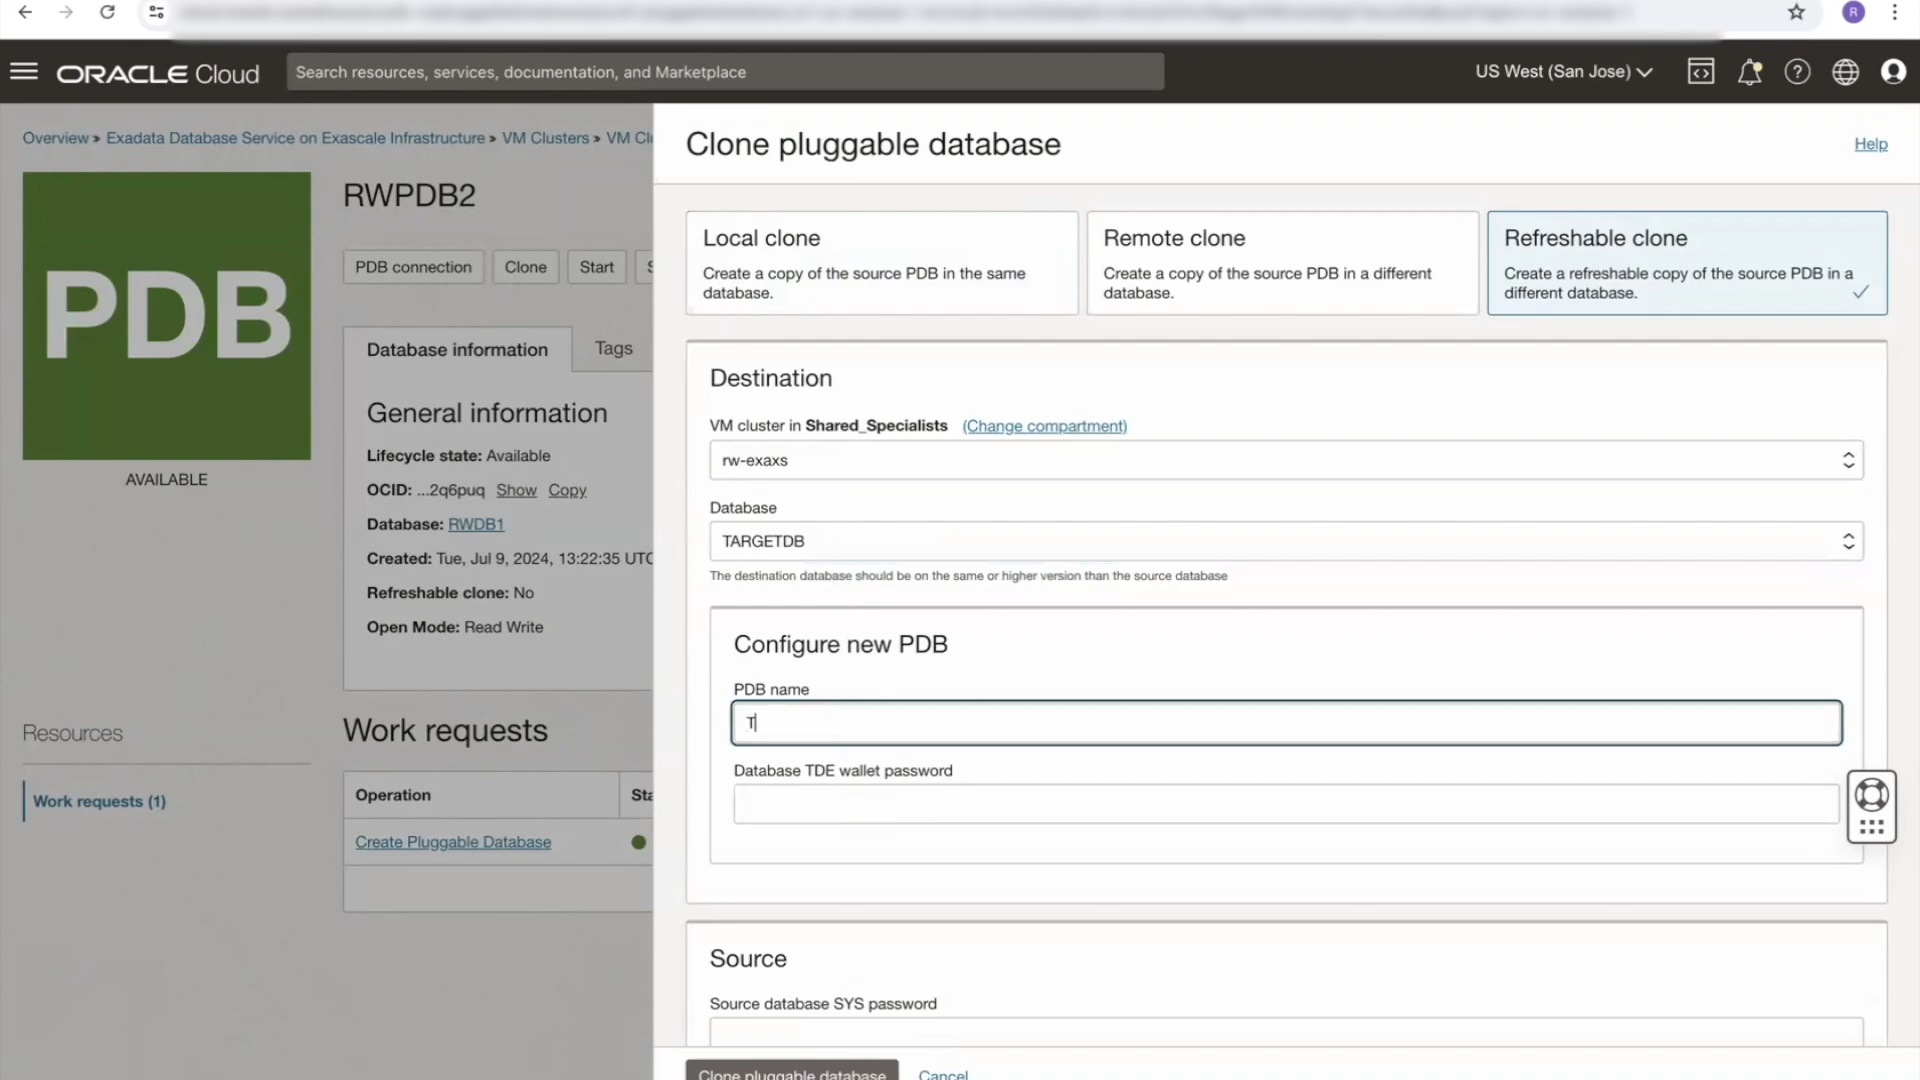 R
ORACLE Cloud
Search resources, services, documentation, and Marketplace
US West (San Jose)
Overview » Exadata Database Service on Exascale Infrastructure » VM Clusters »
PDB
AVAILABLE
RWPDB2
PDB connection
Clone
Start
Database information
Tags
General information
Lifecycle state: Available
OCID: ...2q6puq Show Copy
Database: RWDB1
Created: Tue, Jul 9, 2024, 13:22:35 UTC
Refreshable clone: No
Open Mode: Read Write
Resources
Work requests (1)
Work requests
Operation
Create Pluggable Database
Clone pluggable database
Help
Local clone
Create a copy of the source PDB in the same
database.
Remote clone
Create a copy of the source PDB in a different
database.
Refreshable clone
Create a refreshable copy of the source PDB in a
different database.
Destination
VM cluster in Shared_Specialists (Change compartment)
rw-exaxs
Database
TARGETDB
The destination database should be on the same or higher version than the source database
Configure new PDB
PDB name
T
Database TDE wallet password
Source
Source database SYS password
Clone pluggable database
Cancel